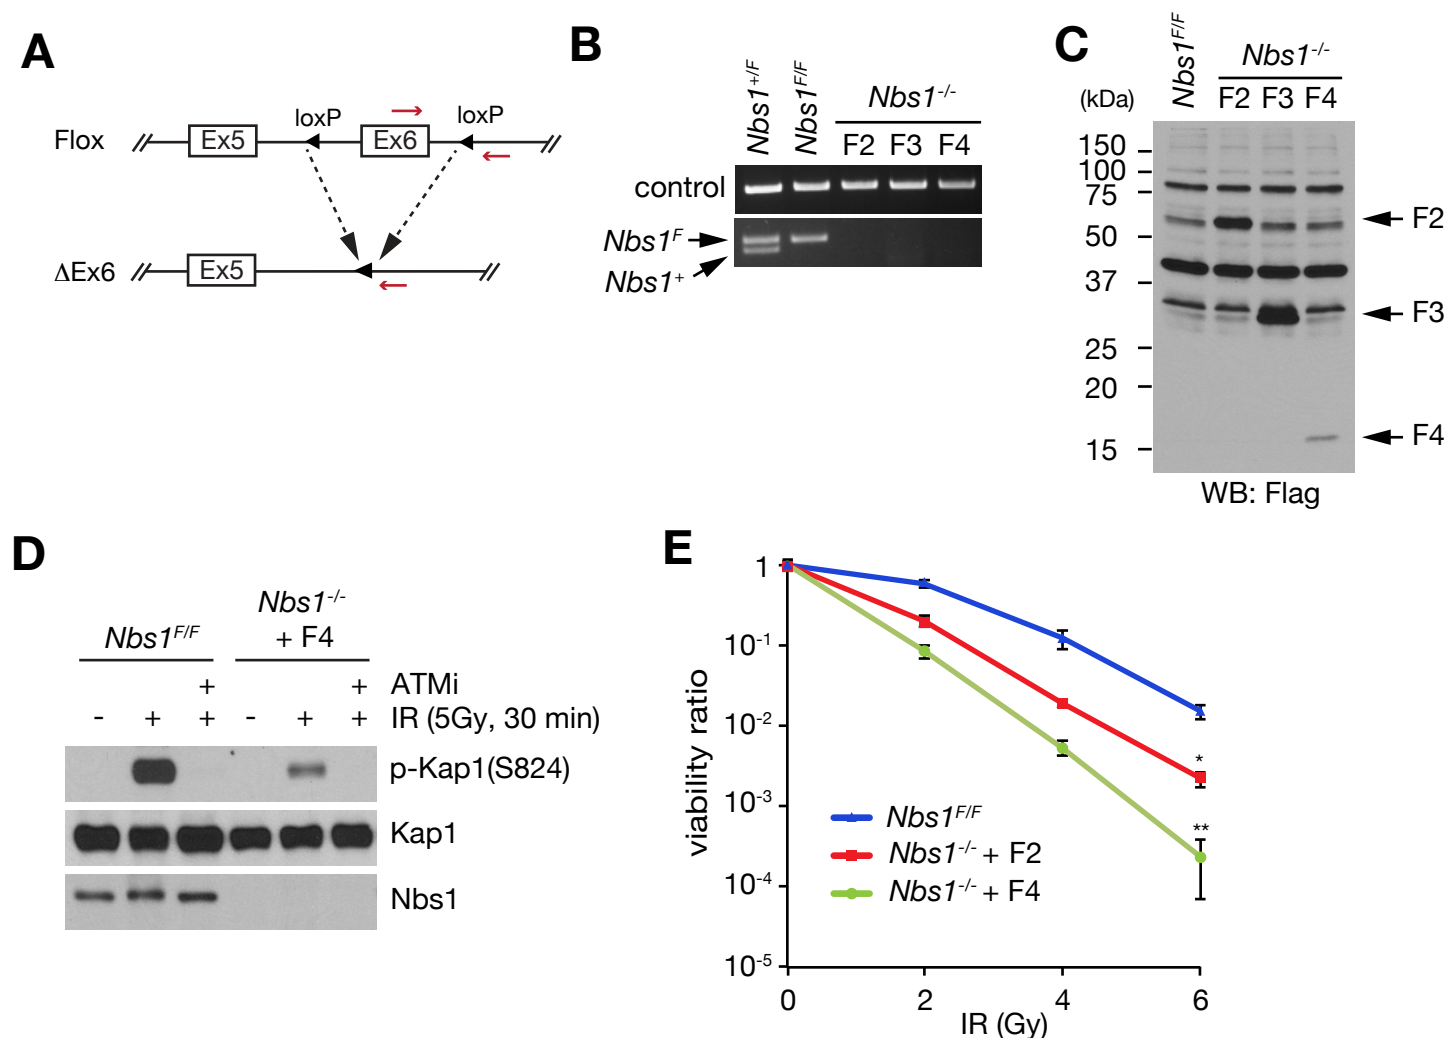 A
Flox
Ex5
loxP
Ex6
loxP
ΔEx6
Ex5
B
Nbs1+/F
Nbs1F/F
Nbs1-/-
F2 F3 F4
control
Nbs1F
Nbs1+
C
(kDa)
Nbs1F/F
Nbs1-/-
F2 F3 F4
150
100
75
50
37
25
20
15
F2
F3
F4
WB: Flag
D
Nbs1F/F
Nbs1-/-
+ F4
+ + ATMi
- + + - + + IR (5Gy, 30 min)
p-Kap1(S824)
Kap1
Nbs1
E
viability ratio
1
10-1
10-2
10-3
10-4
10-5
*
**
Nbs1F/F
Nbs1-/- + F2
Nbs1-/- + F4
0 2 4 6
IR (Gy)